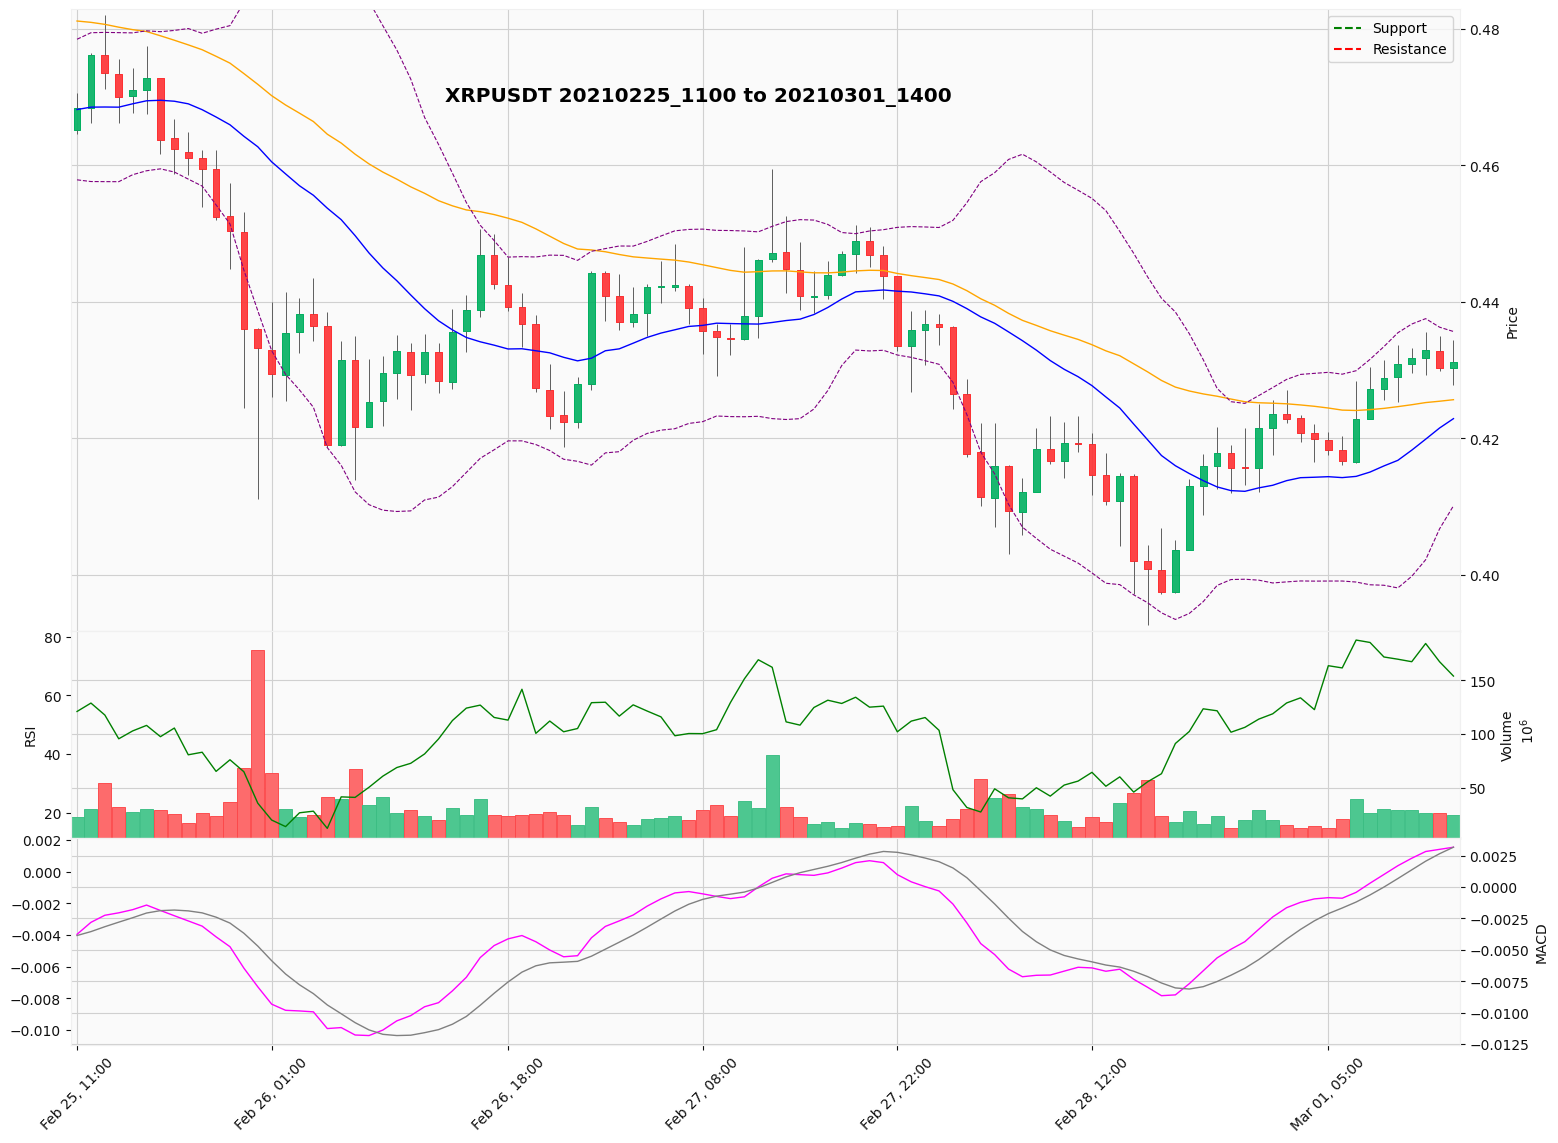 Support
Resistance
XRPUSDT 20210225_1100 to 20210301_1400
0.48
0.46
0.44
0.42
0.40
Price
80
60
40
20
RSI
150
100
50
Volume
10^6
0.002
0.000
−0.002
−0.004
−0.006
−0.008
−0.010
0.0025
0.0000
−0.0025
−0.0050
−0.0075
−0.0100
−0.0125
MACD
Feb 25, 11:00
Feb 26, 01:00
Feb 26, 18:00
Feb 27, 08:00
Feb 27, 22:00
Feb 28, 12:00
Mar 01, 05:00